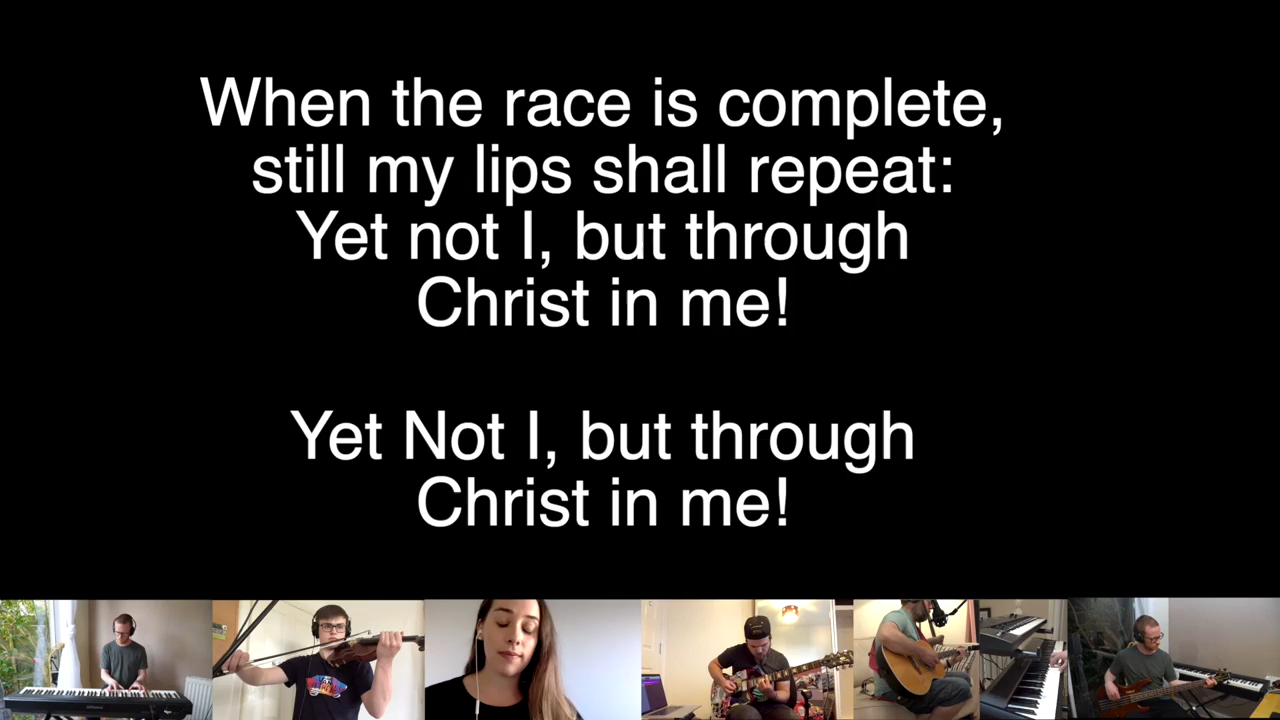 When the race is complete,
still my lips shall repeat:
Yet not I, but through
Christ in me!
Yet Not I, but through
Christ in me!